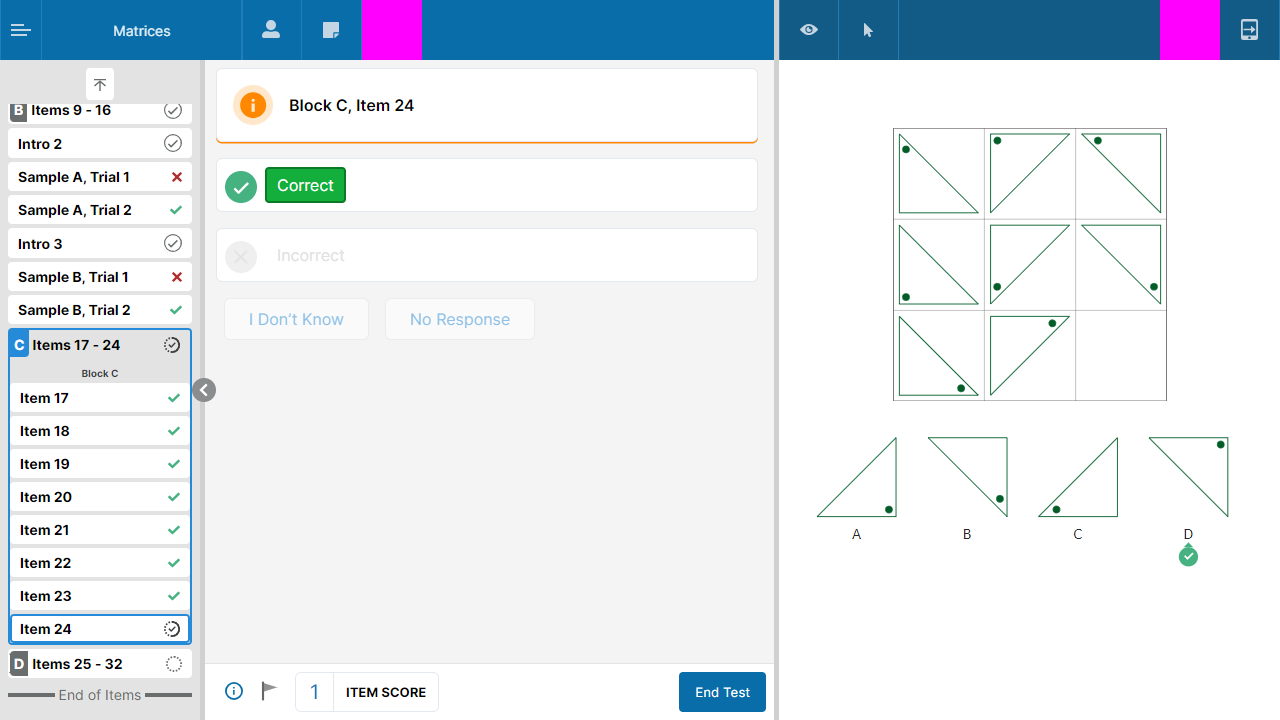 Matrices
B Items 9 - 16
Intro 2
Sample A, Trial 1
Sample A, Trial 2
Intro 3
Sample B, Trial 1
Sample B, Trial 2
C Items 17 - 24
Block C
Item 17
Item 18
Item 19
Item 20
Item 21
Item 22
Item 23
Item 24
D Items 25 - 32
End of Items
Block C, Item 24
Correct
Incorrect
I Don't Know
No Response
1 ITEM SCORE
End Test
A B C D